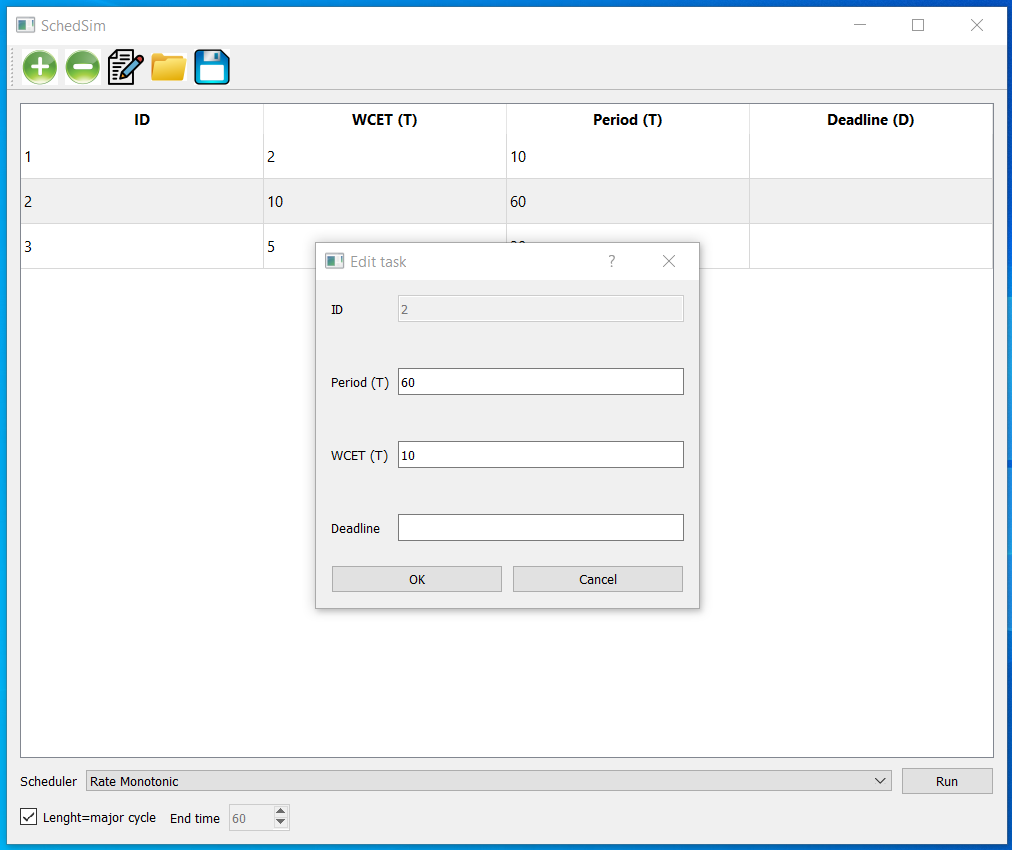 SchedSim
ID WCET (T) Period (T) Deadline (D)
1 2 10
2 10 60
3 5
Edit task ?
ID 2
Period (T) 60
WCET (T) 10
Deadline
OK Cancel
Scheduler Rate Monotonic Run
Lenght=major cycle End time 60